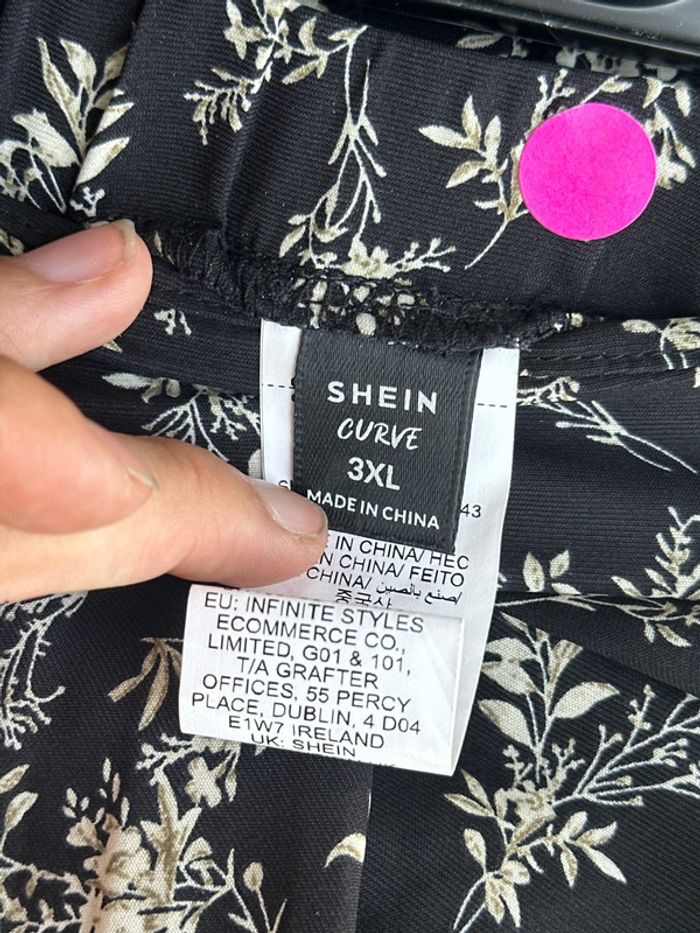 SHEIN
CURVE
3XL
MADE IN CHINA
43
IN CHINA/ HEC
N CHINA/ FEITO
CHINA/ صنع بالصين/
EU: INFINITE STYLES
ECOMMERCE CO.,
LIMITED, G01 & 101,
T/A GRAFTER
OFFICES, 55 PERCY
PLACE, DUBLIN, 4 D04
E1W7 IRELAND
UK: SHEIN